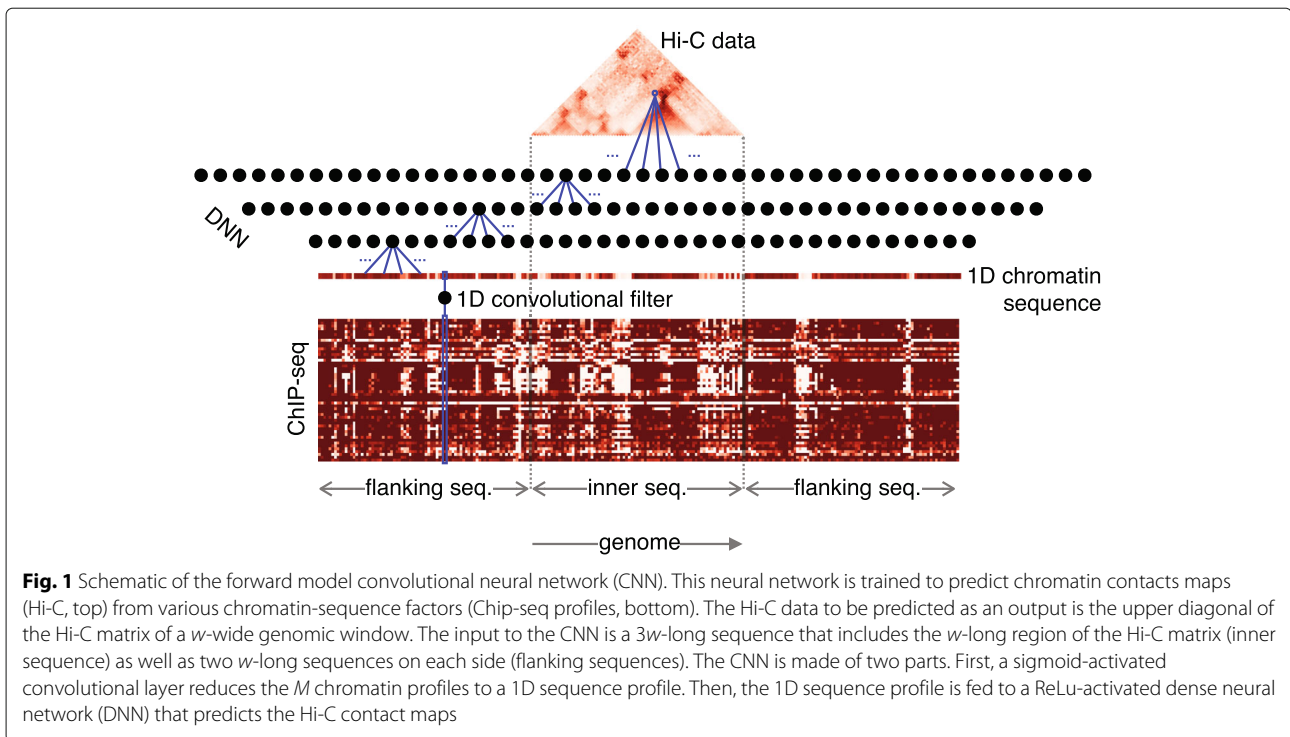 Hi-C data
...
...
...
...
DNN
...
...
...
...
1D chromatin
sequence
1D convolutional filter
ChIP-seq
flanking seq.
inner seq.
flanking seq.
genome
Fig. 1 Schematic of the forward model convolutional neural network (CNN). This neural network is trained to predict chromatin contacts maps
(Hi-C, top) from various chromatin-sequence factors (Chip-seq profiles, bottom). The Hi-C data to be predicted as an output is the upper diagonal of
the Hi-C matrix of a w-wide genomic window. The input to the CNN is a 3w-long sequence that includes the w-long region of the Hi-C matrix (inner
sequence) as well as two w-long sequences on each side (flanking sequences). The CNN is made of two parts. First, a sigmoid-activated
convolutional layer reduces the M chromatin profiles to a 1D sequence profile. Then, the 1D sequence profile is fed to a ReLu-activated dense neural
network (DNN) that predicts the Hi-C contact maps